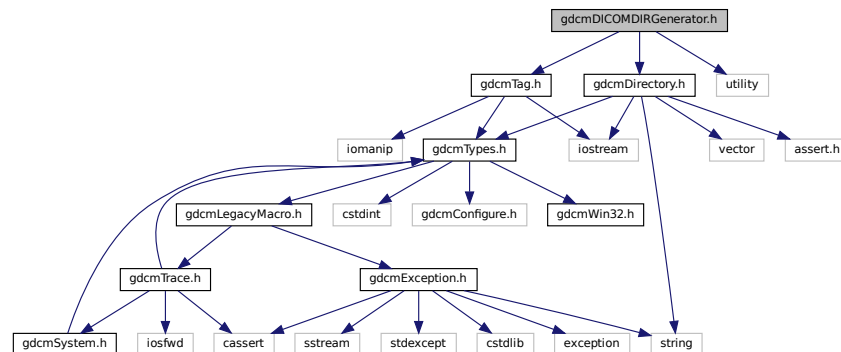 gdcmDICOMDIRGenerator.h
gdcmTag.h
gdcmDirectory.h
utility
iomanip
gdcmTypes.h
iostream
vector
assert.h
gdcmLegacyMacro.h
cstdint
gdcmConfigure.h
gdcmWin32.h
gdcmTrace.h
gdcmException.h
gdcmSystem.h
iosfwd
cassert
sstream
stdexcept
cstdlib
exception
string